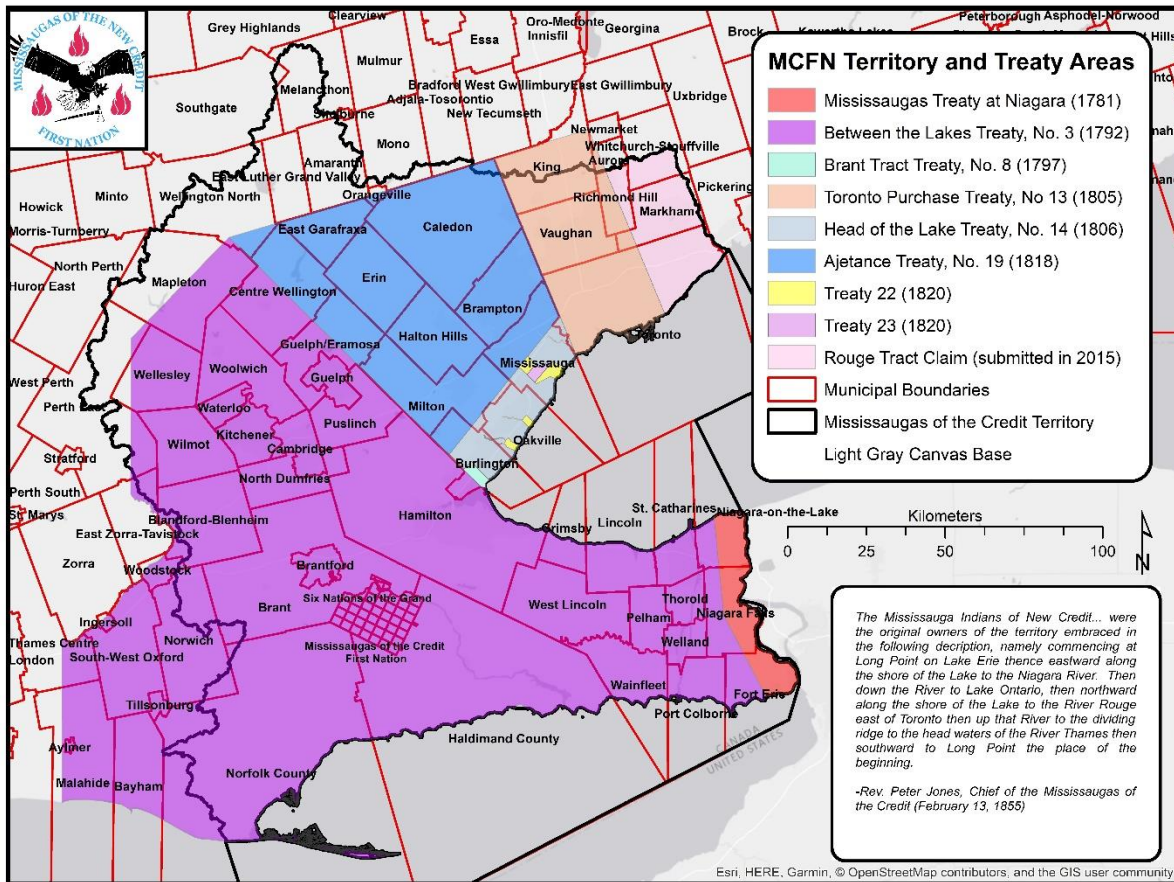 MISSISSAUGAS OF THE NEW CREDIT
FIRST NATION
MCFN Territory and Treaty Areas
Mississaugas Treaty at Niagara (1781)
Between the Lakes Treaty, No. 3 (1792)
Brant Tract Treaty, No. 8 (1797)
Toronto Purchase Treaty, No 13 (1805)
Head of the Lake Treaty, No. 14 (1806)
Ajetance Treaty, No. 19 (1818)
Treaty 22 (1820)
Treaty 23 (1820)
Rouge Tract Claim (submitted in 2015)
Municipal Boundaries
Mississaugas of the Credit Territory
Light Gray Canvas Base
Clearview
Grey Highlands
Oro-Medonte
Innisfil
Essa
Georgina
Brock
Peterborough
Asphodel-Norwood
Mulmur
Bradford West Gwillimbury
East Gwillimbury
Adjala-Tosorontio
New Tecumseth
Uxbridge
Melancthon
Southgate
Shelburne
Mono
Newmarket
Whitchurch-Stouffville
Aurora
King
Amaranth
East Luther Grand Valley
Orangeville
Pickering
Minto
Wellington North
Howick
Morris-Turnberry
Richmond Hill
Markham
East Garafraxa
Caledon
Vaughan
North Perth
Mapleton
Huron East
Centre Wellington
Erin
Brampton
Toronto
Halton Hills
Guelph/Eramosa
Mississauga
Wellesley
Woolwich
Guelph
West Perth
Perth East
Waterloo
Milton
Puslinch
Kitchener
Wilmot
Oakville
Cambridge
Burlington
Stratford
North Dumfries
Perth South
St. Marys
Blandford-Blenheim
Hamilton
St. Catharines
Niagara-on-the-Lake
Grimsby
Lincoln
East Zorra-Tavistock
Zorra
Woodstock
Brantford
Six Nations of the Grand
Brant
West Lincoln
Thorold
Pelham
Niagara Falls
Ingersoll
Thames Centre
London
Norwich
South-West Oxford
Mississaugas of the Credit
First Nation
Welland
Wainfleet
Fort Erie
Tillsonburg
Port Colborne
Haldimand County
Aylmer
Malahide
Bayham
Norfolk County
CANADA
UNITED STATES
Kilometers
0 25 50 100
N
The Mississauga Indians of New Credit... were
the original owners of the territory embraced in
the following decription, namely commencing at
Long Point on Lake Erie thence eastward along
the shore of the Lake to the Niagara River. Then
down the River to Lake Ontario, then northward
along the shore of the Lake to the River Rouge
east of Toronto then up that River to the dividing
ridge to the head waters of the River Thames then
southward to Long Point the place of the
beginning.
-Rev. Peter Jones, Chief of the Mississaugas of
the Credit (February 13, 1855)
Esri, HERE, Garmin, © OpenStreetMap contributors, and the GIS user community